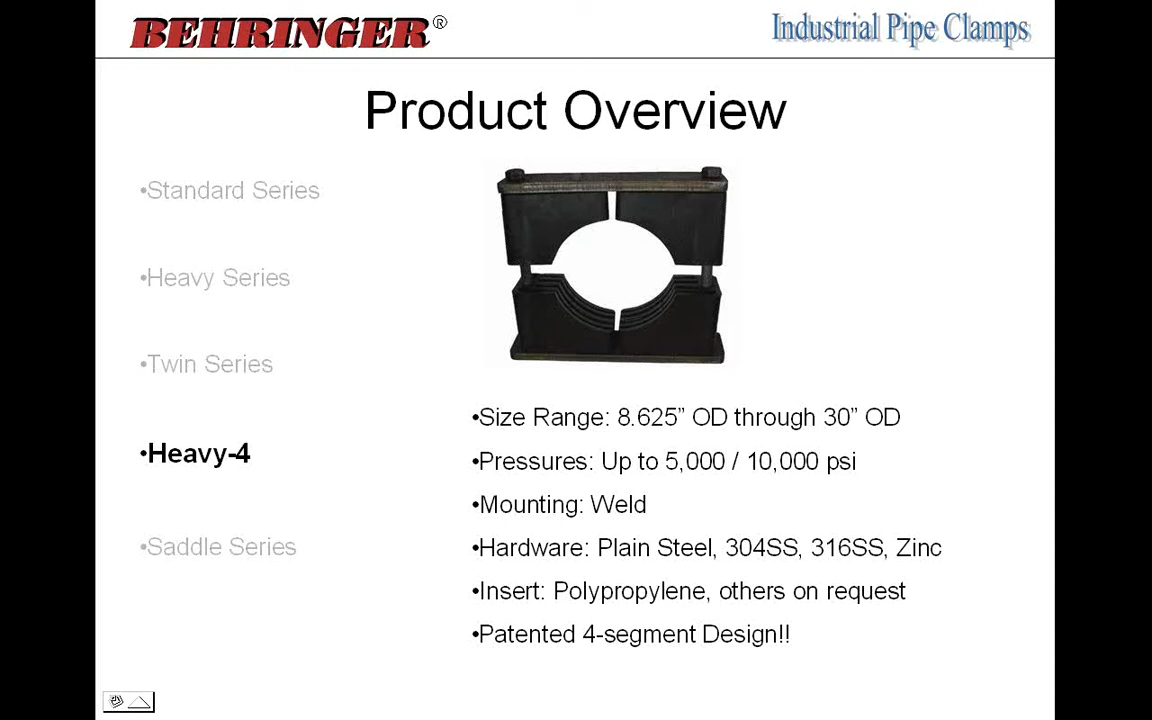 BEHRINGER®
Industrial Pipe Clamps
Product Overview
•Standard Series
•Heavy Series
•Twin Series
•Heavy-4
•Saddle Series
•Size Range: 8.625” OD through 30” OD
•Pressures: Up to 5,000 / 10,000 psi
•Mounting: Weld
•Hardware: Plain Steel, 304SS, 316SS, Zinc
•Insert: Polypropylene, others on request
•Patented 4-segment Design!!